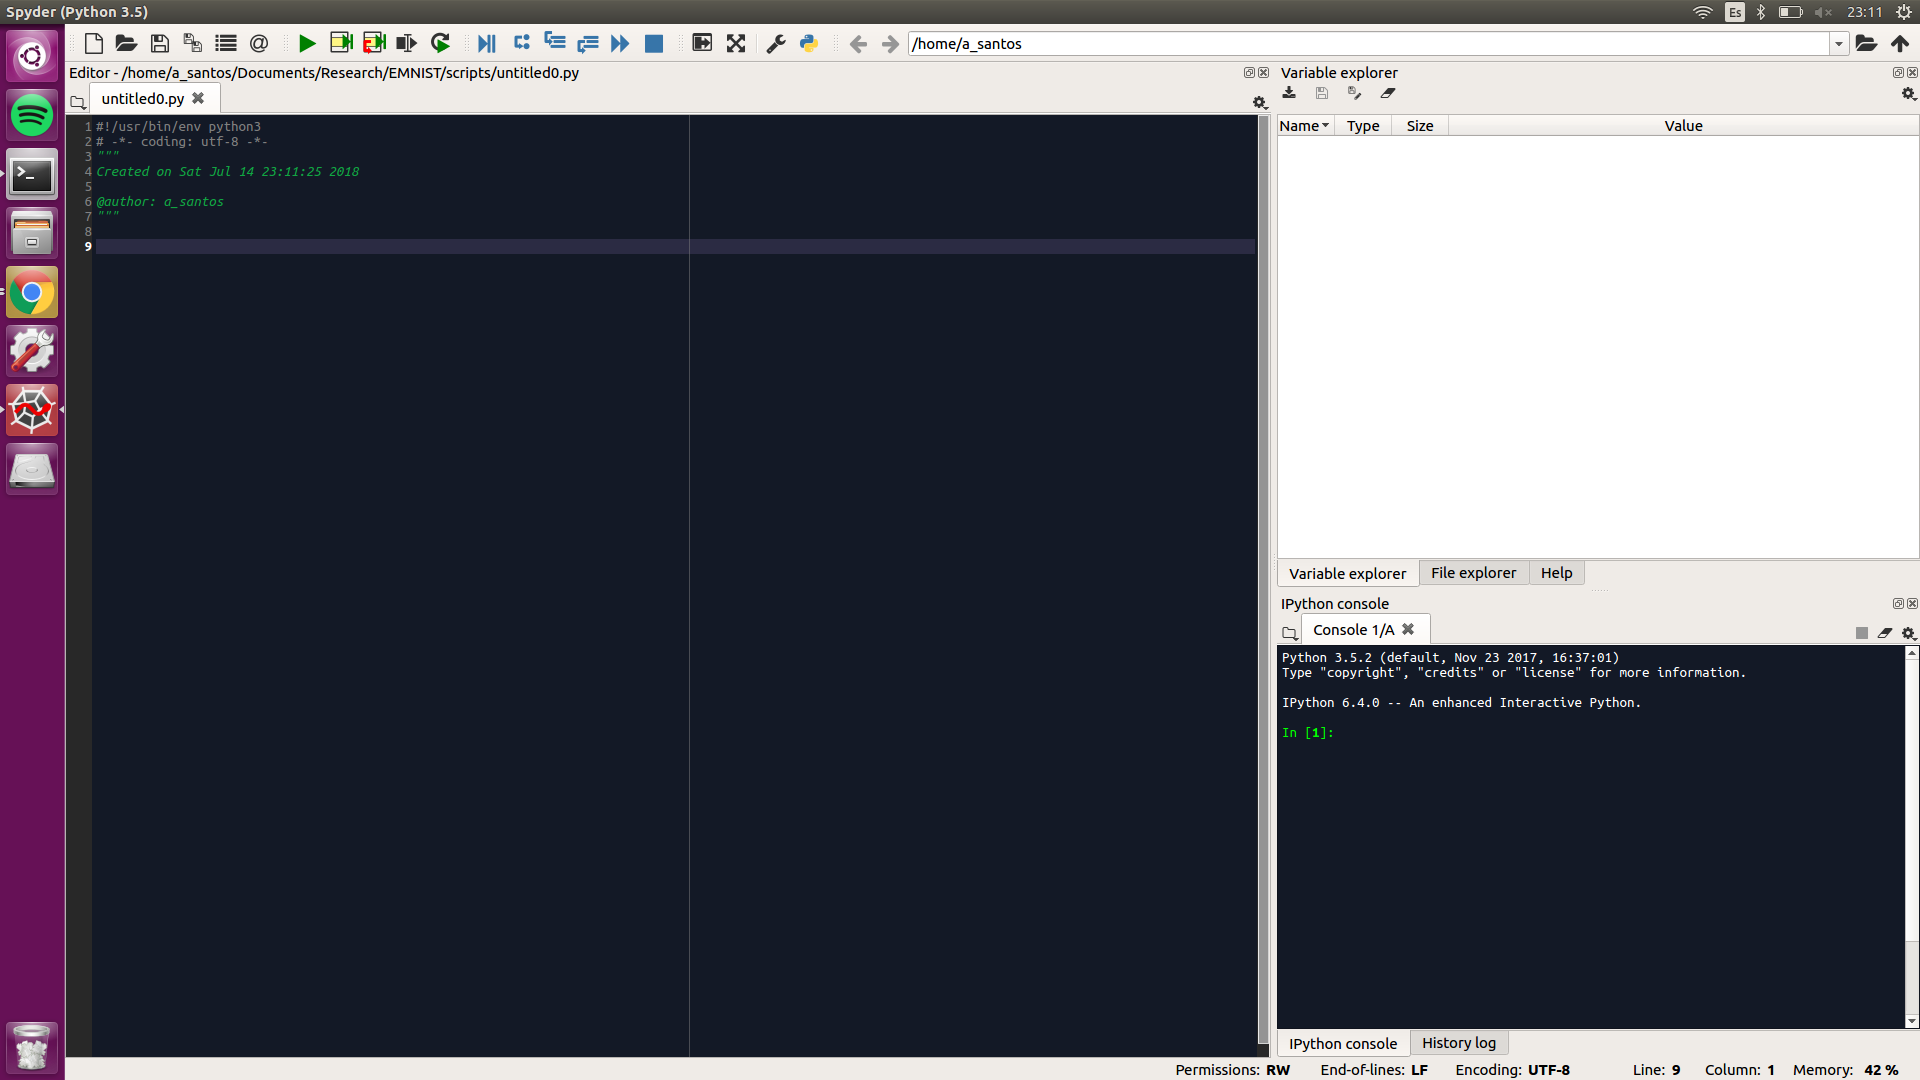 Spyder (Python 3.5)
Es
23:11
/home/a_santos
Editor - /home/a_santos/Documents/Research/EMNIST/scripts/untitled0.py
untitled0.py
1 #!/usr/bin/env python3
2 # -*- coding: utf-8 -*-
3 """
4 Created on Sat Jul 14 23:11:25 2018
5
6 @author: a_santos
7 """
8
9
Variable explorer
Name Type Size Value
Variable explorer File explorer Help
IPython console
Console 1/A
Python 3.5.2 (default, Nov 23 2017, 16:37:01)
Type "copyright", "credits" or "license" for more information.
IPython 6.4.0 -- An enhanced Interactive Python.
In [1]:
IPython console History log
Permissions: RW End-of-lines: LF Encoding: UTF-8 Line: 9 Column: 1 Memory: 42 %